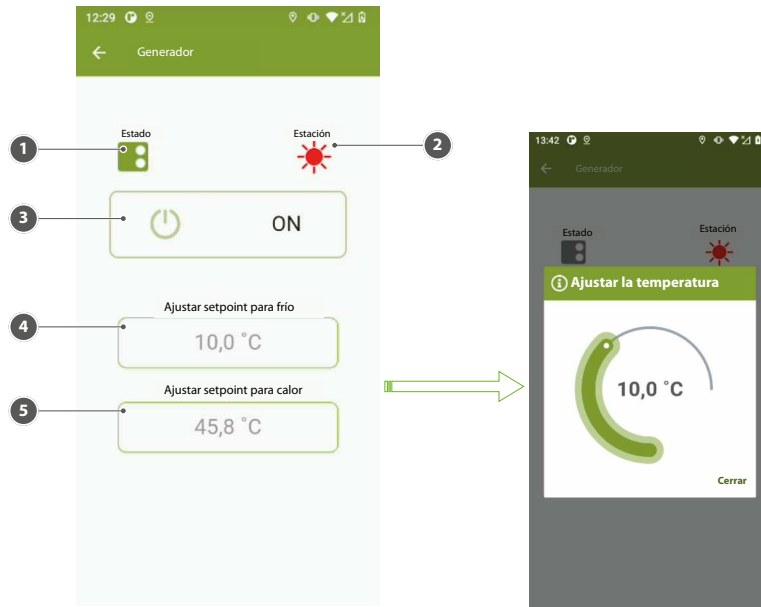 12:29
Generador
Estado
Estación
1
2
3
ON
Ajustar setpoint para frío
4
10,0 °C
Ajustar setpoint para calor
5
45,8 °C
13:42
Generador
Estado
Estación
Ajustar la temperatura
10,0 °C
Cerrar